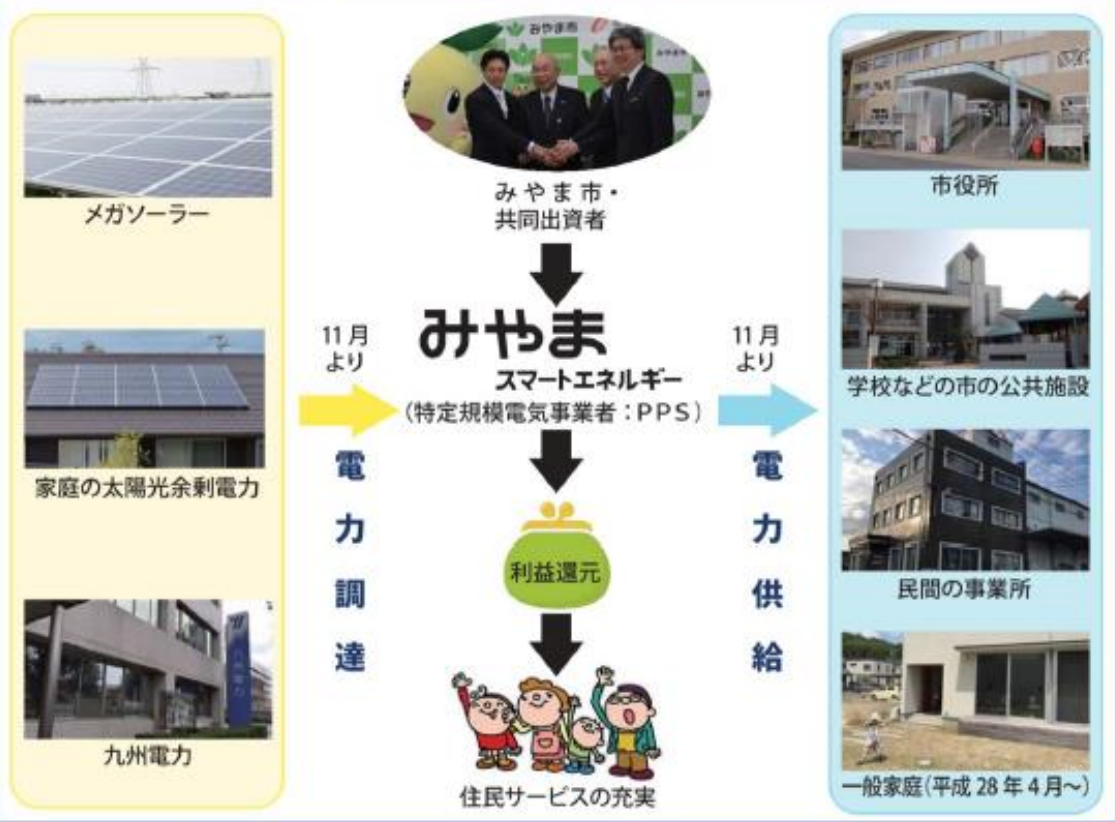 メガソーラー
家庭の太陽光余剰電力
九州電力
11月
より
電力調達
みやま市
みやま市・
共同出資者
みやま
スマートエネルギー
（特定規模電気事業者：PPS）
利益還元
住民サービスの充実
11月
より
電力供給
市役所
学校などの市の公共施設
民間の事業所
一般家庭（平成28年4月～）